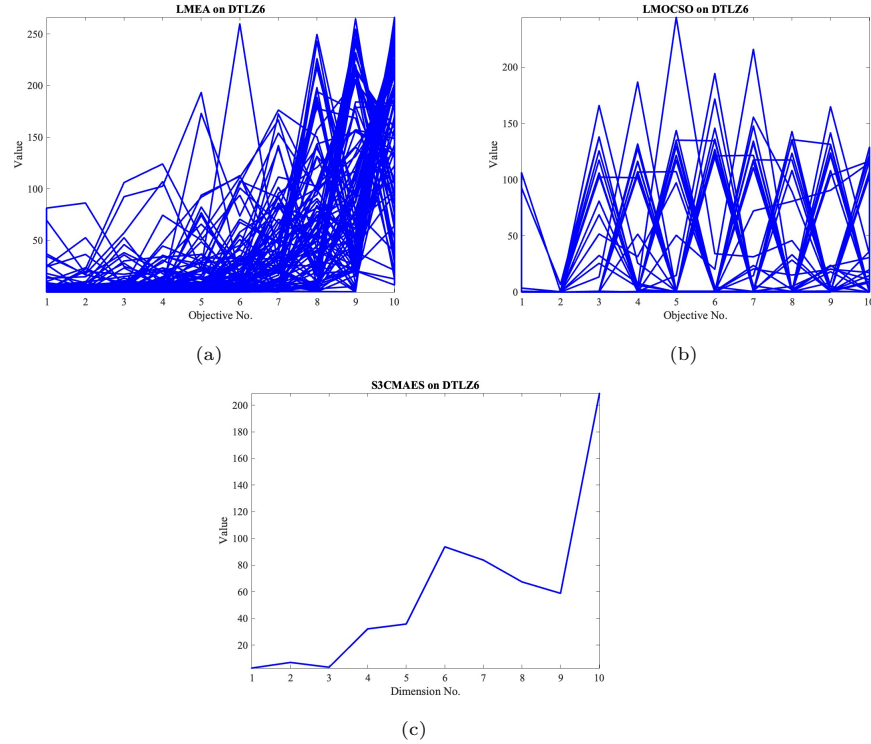 LMEA on DTLZ6
250
200
150
100
50
Value
1 2 3 4 5 6 7 8 9 10
Objective No.
(a)
LMOCSO on DTLZ6
200
150
100
50
0
Value
1 2 3 4 5 6 7 8 9 10
Objective No.
(b)
S3CMAES on DTLZ6
200
180
160
140
120
100
80
60
40
20
Value
1 2 3 4 5 6 7 8 9 10
Dimension No.
(c)